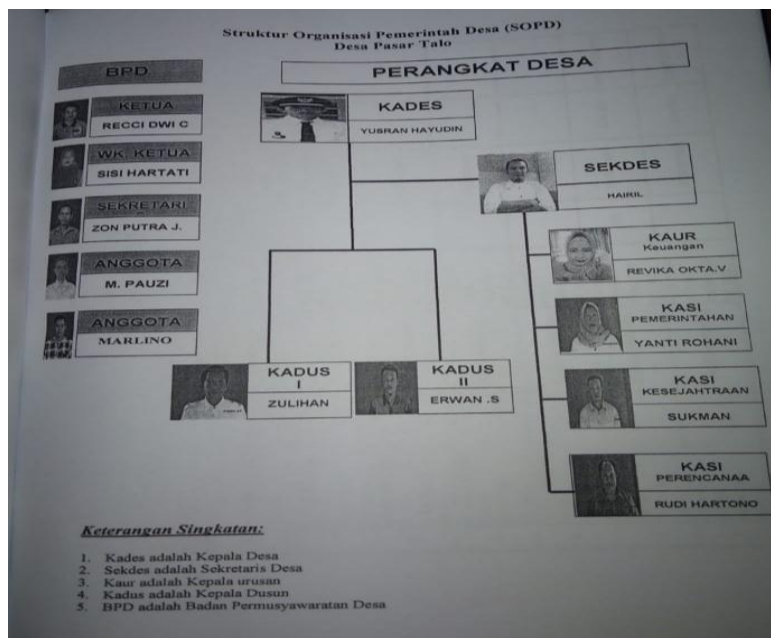 Struktur Organisasi Pemerintah Desa (SOPD)
Desa Pasar Talo
BPD
PERANGKAT DESA
KETUA
RECCI DWI C
WK. KETUA
SISI HARTATI
SEKRETARI
ZON PUTRA J.
ANGGOTA
M. PAUZI
ANGGOTA
MARLINO
KADES
YUSRAN HAYUDIN
SEKDES
HAIRIL
KAUR
Keuangan
REVIKA OKTA.V
KASI
PEMERINTAHAN
YANTI ROHANI
KASI
KESEJAHTRAAN
SUKMAN
KASI
PERENCANAA
RUDI HARTONO
KADUS
I
ZULIHAN
KADUS
II
ERWAN .S
Keterangan Singkatan:
1. Kades adalah Kepala Desa
2. Sekdes adalah Sekretaris Desa
3. Kaur adalah Kepala urusan
4. Kadus adalah Kepala Dusun
5. BPD adalah Badan Permusyawaratan Desa